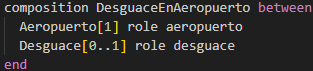 composition DesguaceEnAeropuerto between
Aeropuerto[1] role aeropuerto
Desguace[0..1] role desguace
end